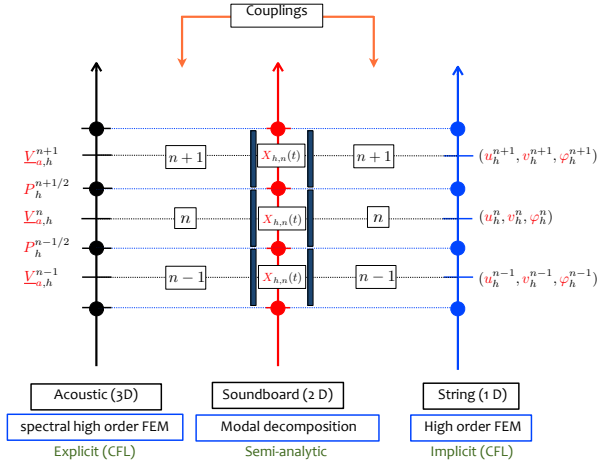 Couplings
V_{a,h}^{n+1} n+1 X_{h,n}(t) n+1 (u_h^{n+1}, v_h^{n+1}, φ_h^{n+1})
P_h^{n+1/2}
V_{a,h}^{n} n X_{h,n}(t) n (u_h^n, v_h^n, φ_h^n)
P_h^{n-1/2}
V_{a,h}^{n-1} n-1 X_{h,n}(t) n-1 (u_h^{n-1}, v_h^{n-1}, φ_h^{n-1})
Acoustic (3D) Soundboard (2 D) String (1 D)
spectral high order FEM Modal decomposition High order FEM
Explicit (CFL) Semi-analytic Implicit (CFL)